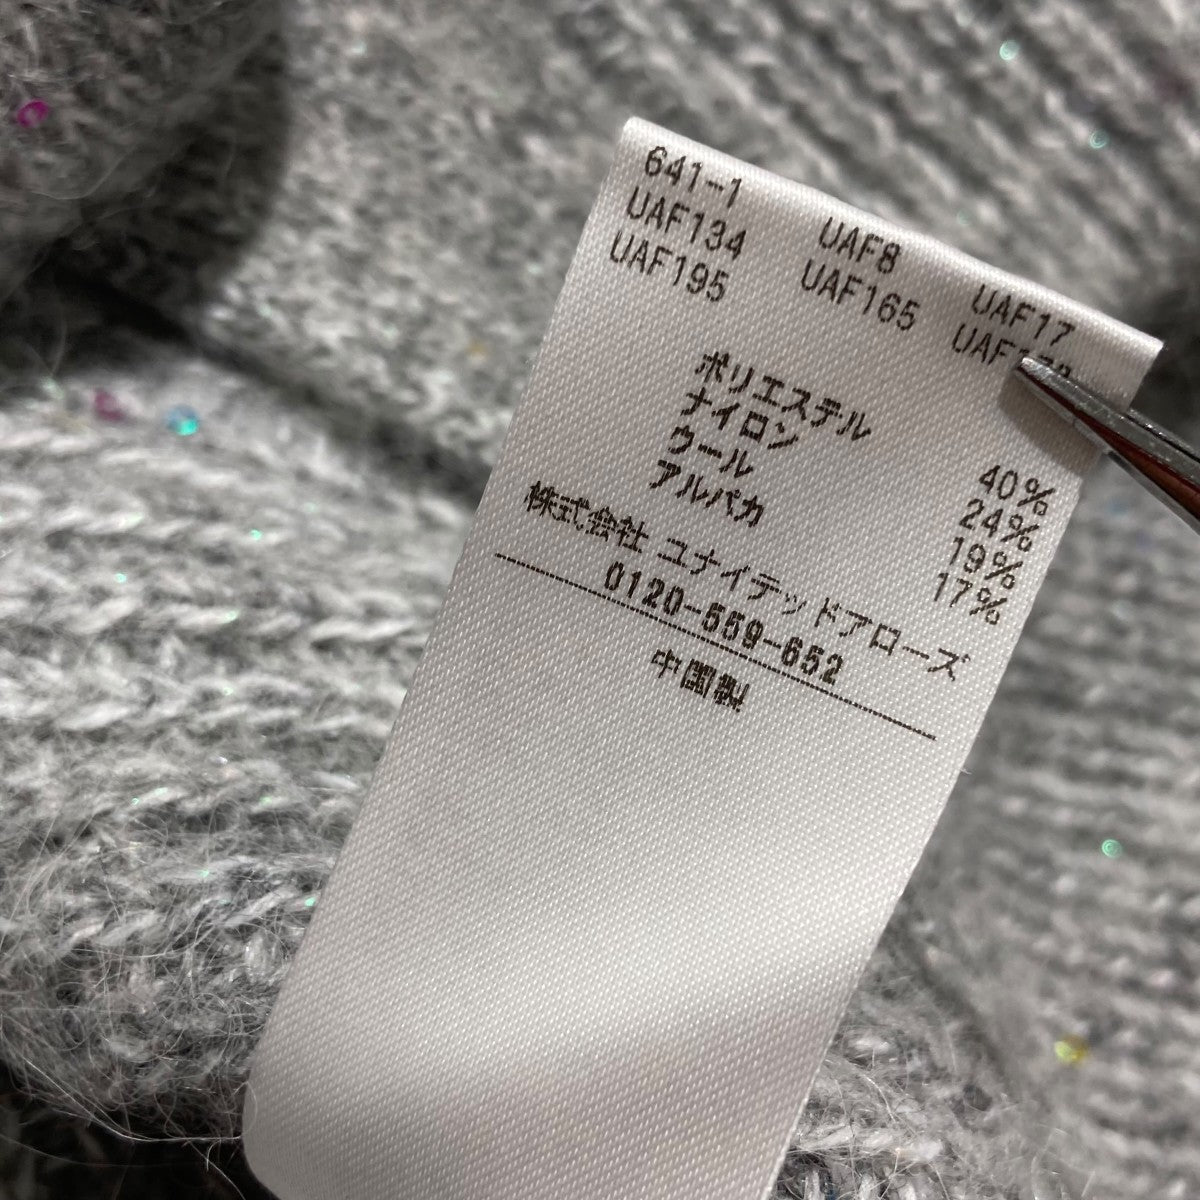 641-1 UAF8 UAF17
UAF134 UAF165
UAF195
ポリエステル 40%
ナイロン 24%
ウール 19%
アルパカ 17%
株式会社 ユナイテッドアローズ
0120-559-652
中国製